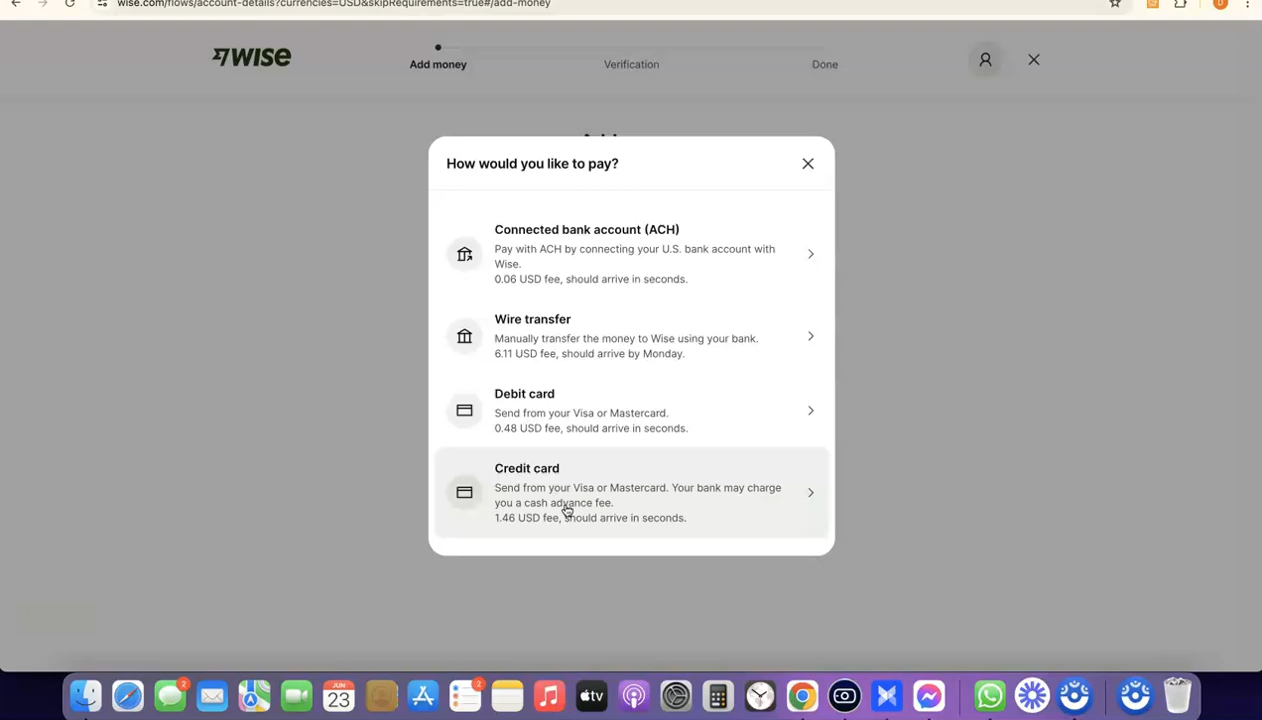 wise.com/flows/account-details?currencies=USD&skipRequirements=true#/add-money
WISE
Add money
Verification
Done
How would you like to pay?
Connected bank account (ACH)
Pay with ACH by connecting your U.S. bank account with
Wise.
0.06 USD fee, should arrive in seconds.
Wire transfer
Manually transfer the money to Wise using your bank.
6.11 USD fee, should arrive by Monday.
Debit card
Send from your Visa or Mastercard.
0.48 USD fee, should arrive in seconds.
Credit card
Send from your Visa or Mastercard. Your bank may charge
you a cash advance fee.
1.46 USD fee, should arrive in seconds.
2
JUN
23
2
tv